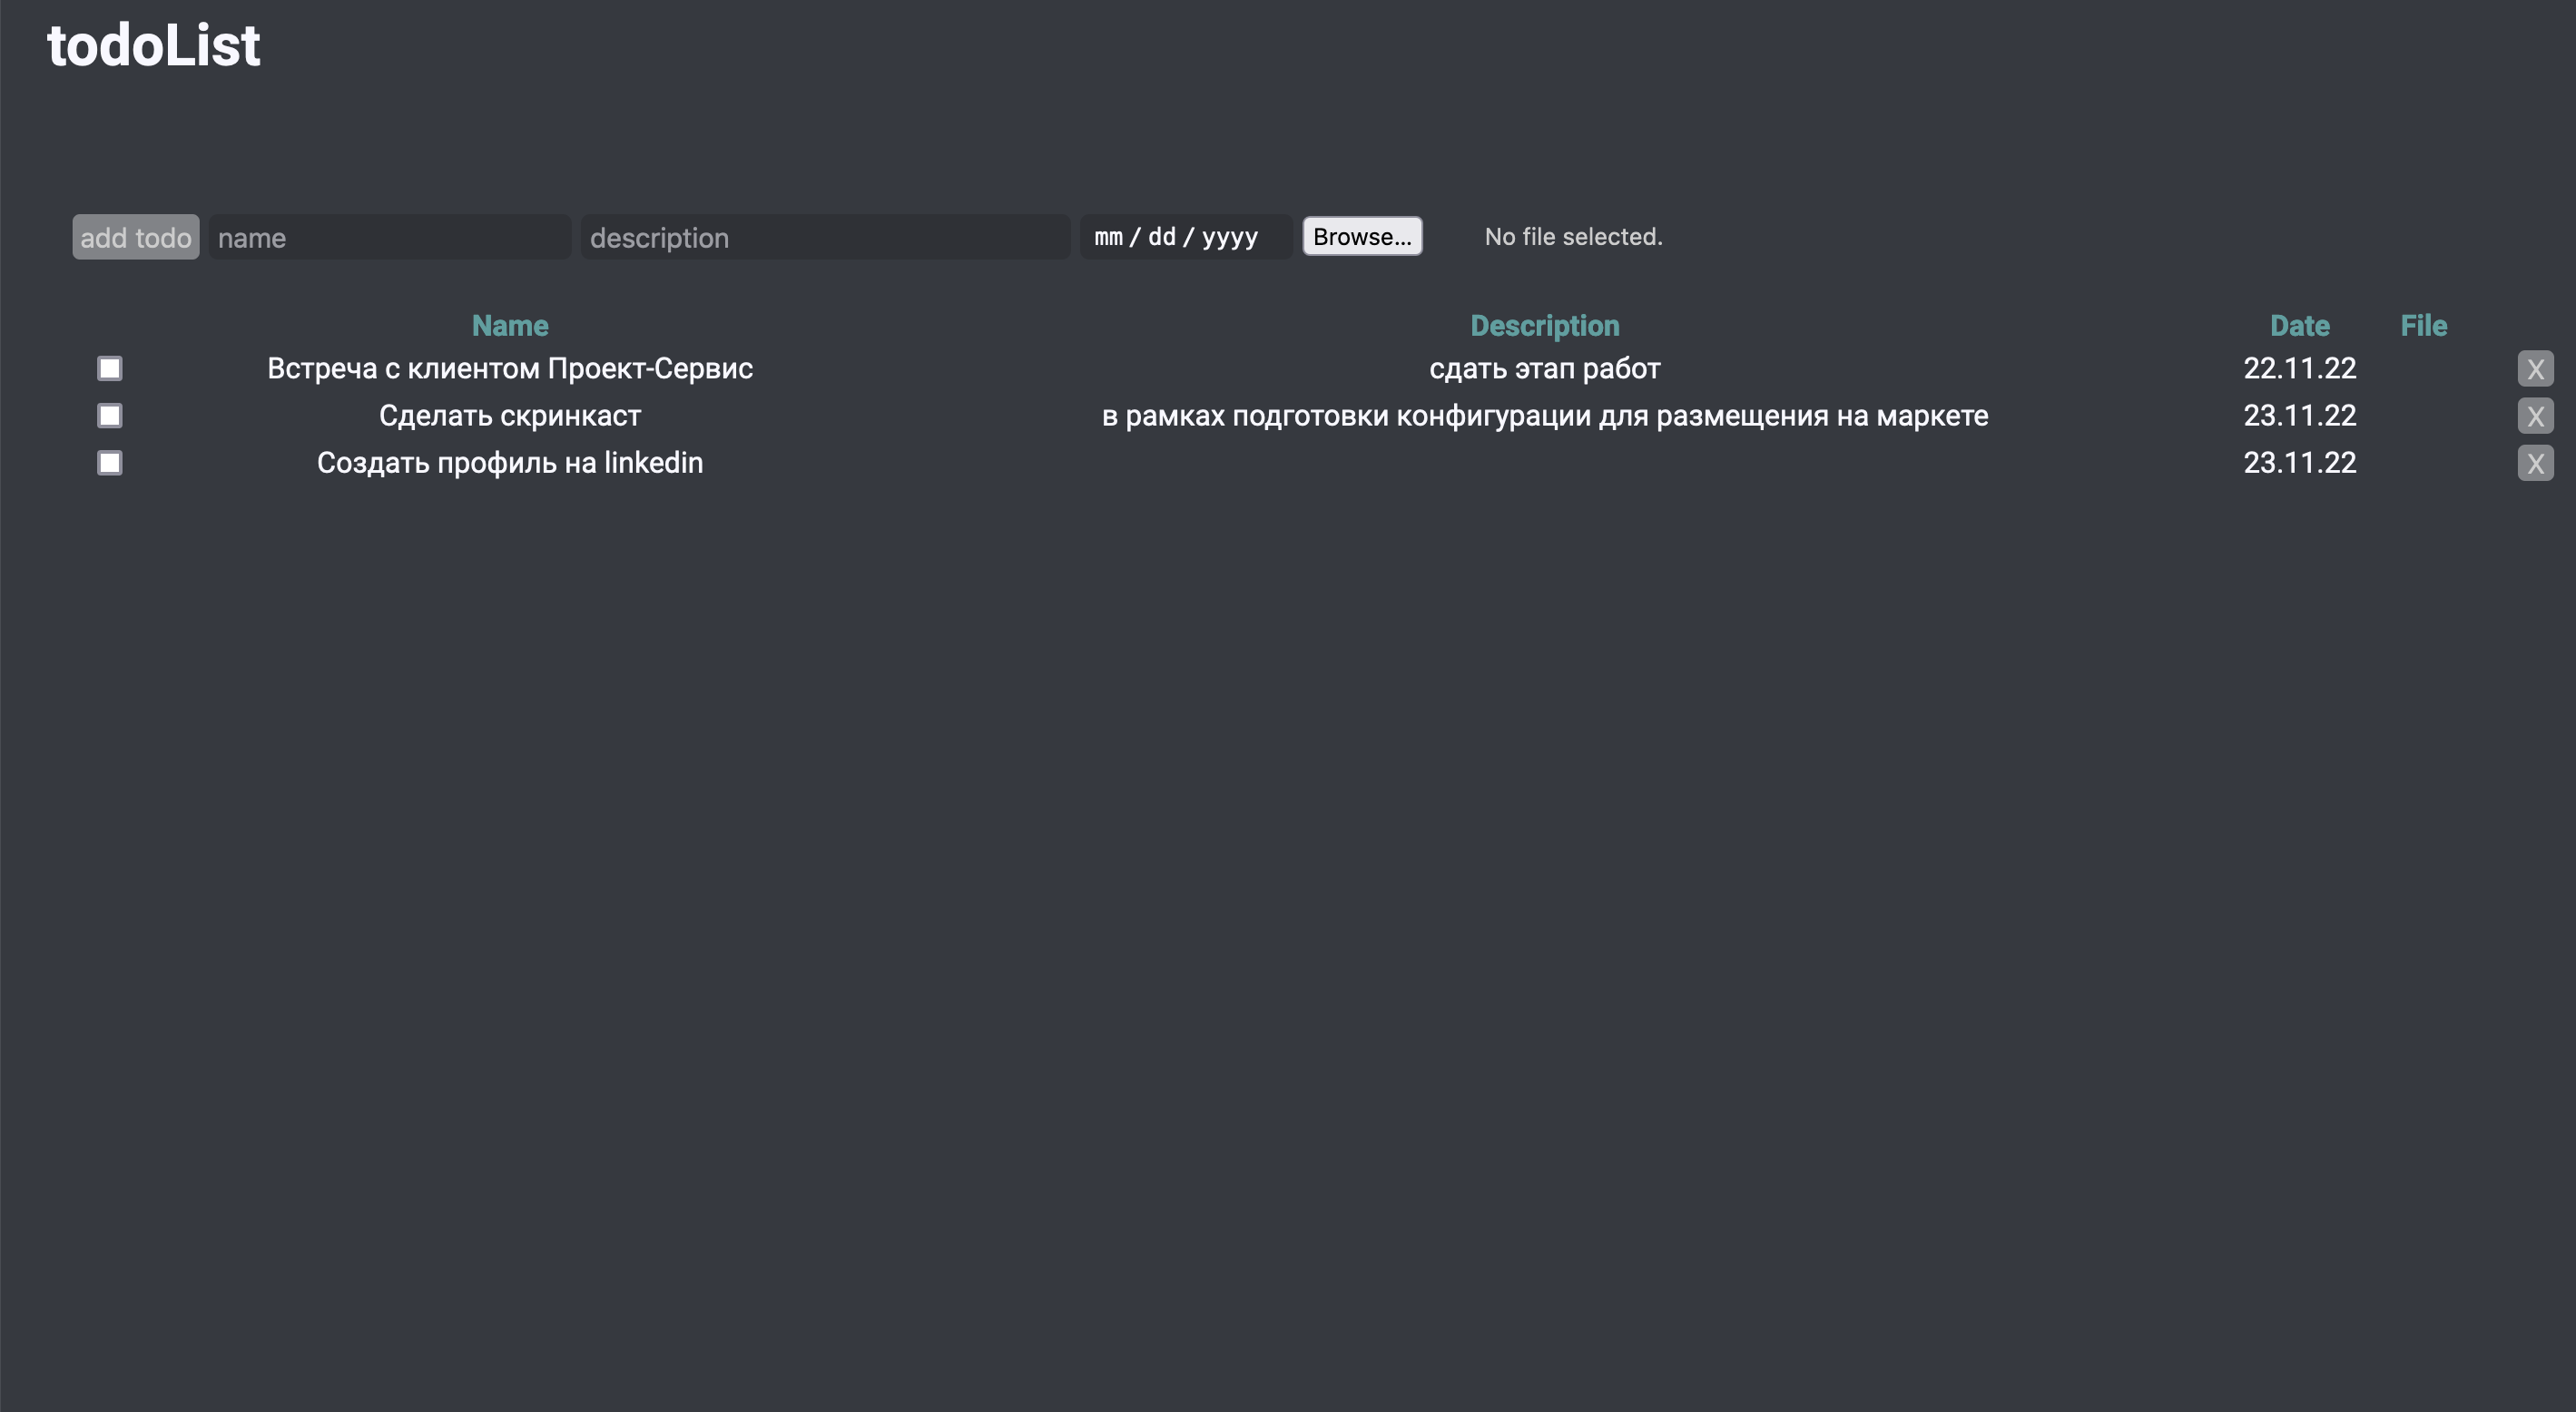 todoList
add todo name description mm / dd / yyyy Browse... No file selected.
Name Description Date File
Встреча с клиентом Проект-Сервис сдать этап работ 22.11.22 X
Сделать скринкаст в рамках подготовки конфигурации для размещения на маркете 23.11.22 X
Создать профиль на linkedin 23.11.22 X